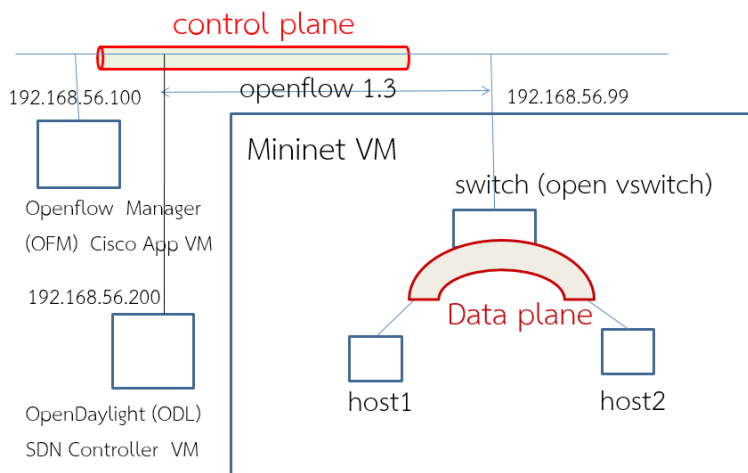 control plane
openflow 1.3
192.168.56.100
192.168.56.99
Mininet VM
switch (open vswitch)
Openflow Manager
(OFM) Cisco App VM
192.168.56.200
Data plane
host1
host2
OpenDaylight (ODL)
SDN Controller VM